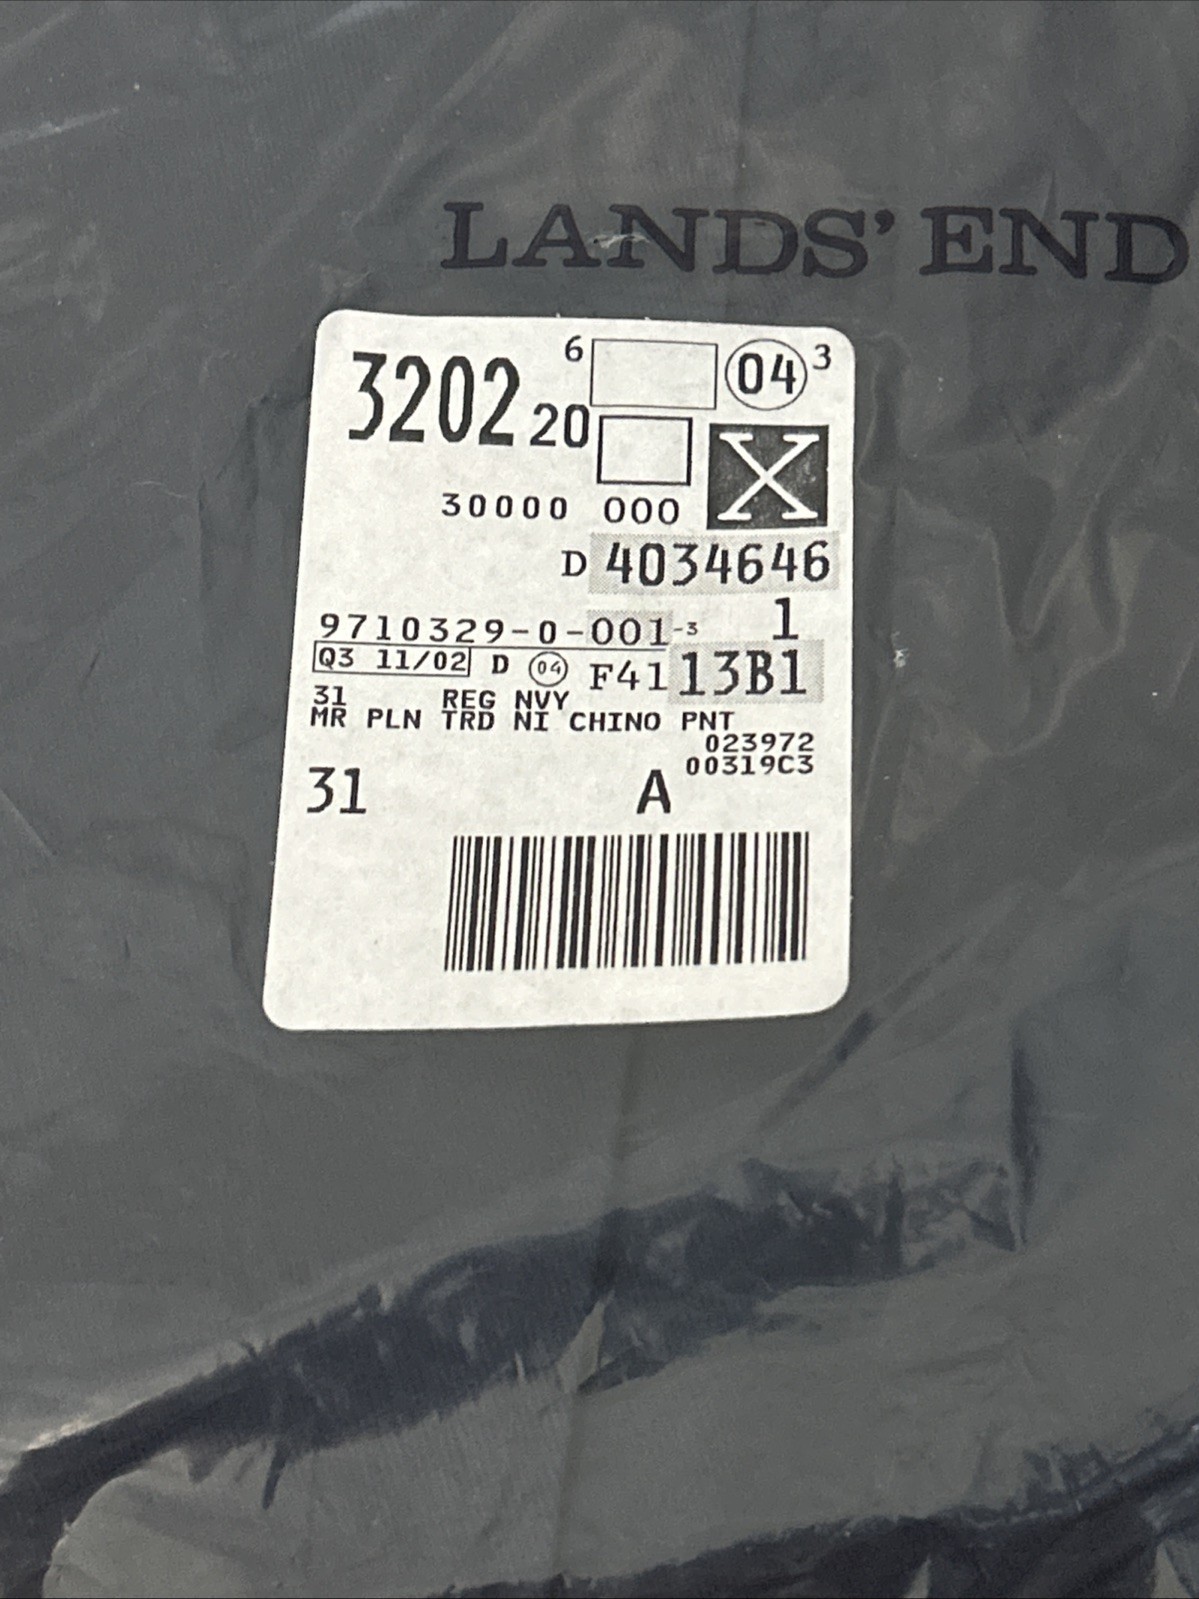 LANDS' END
6 04 3
3202 20
X
30000 000
D 4034646
9710329-0-001-3 1
Q3 11/02 D 04 F41 13B1
31 REG NVY
MR PLN TRD NI CHINO PNT
023972
00319C3
31 A